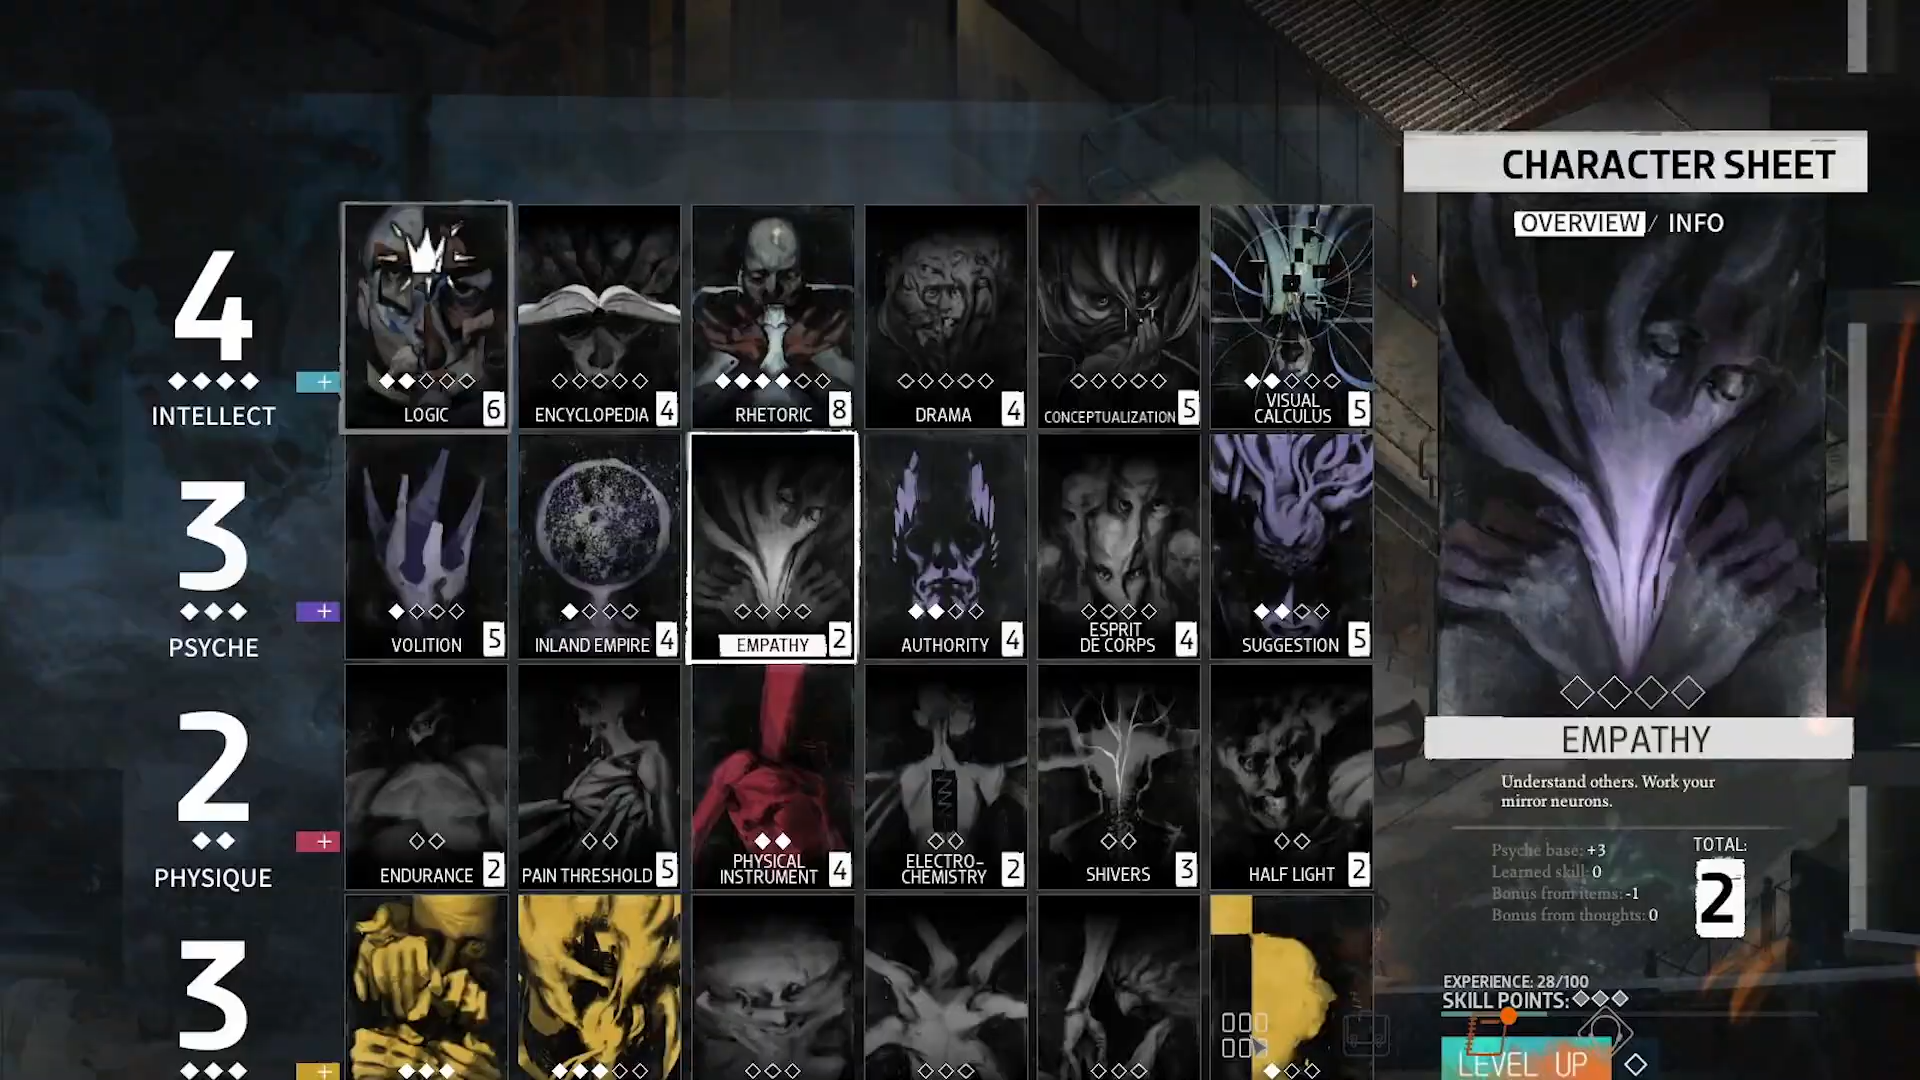 CHARACTER SHEET
OVERVIEW / INFO
4
INTELLECT
+
LOGIC 6
ENCYCLOPEDIA 4
RHETORIC 8
DRAMA 4
CONCEPTUALIZATION 5
VISUAL
CALCULUS 5
3
PSYCHE
+
VOLITION 5
INLAND EMPIRE 4
EMPATHY 2
AUTHORITY 4
ESPRIT
DE CORPS 4
SUGGESTION 5
2
PHYSIQUE
+
ENDURANCE 2
PAIN THRESHOLD 5
PHYSICAL
INSTRUMENT 4
ELECTRO-
CHEMISTRY 2
SHIVERS 3
HALF LIGHT 2
3
+
EMPATHY
Understand others. Work your
mirror neurons.
Psyche base: +3
Learned skill: 0
Bonus from items: -1
Bonus from thoughts: 0
TOTAL:
2
EXPERIENCE: 28/100
SKILL POINTS:
LEVEL UP